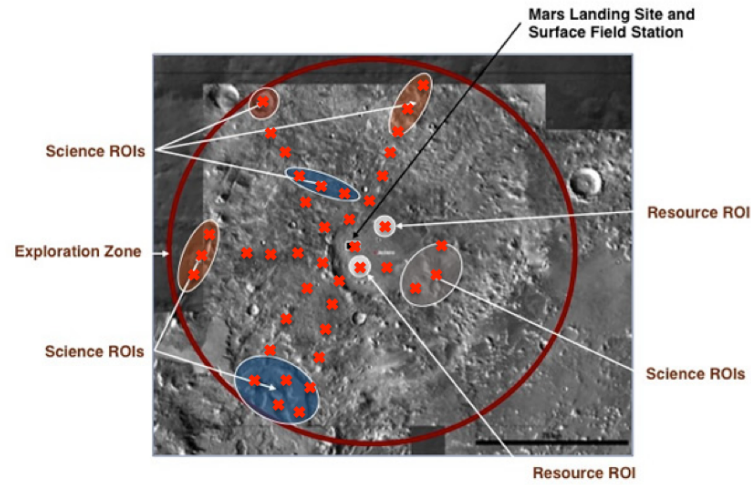 Mars Landing Site and
Surface Field Station
Science ROIs
Resource ROI
Exploration Zone
Science ROIs
Science ROIs
Resource ROI